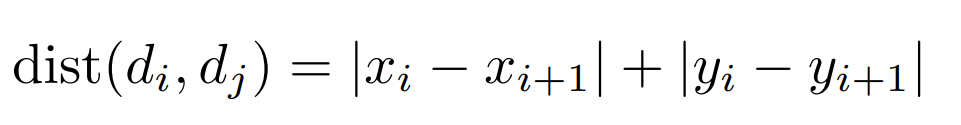 dist(d_i, d_j) = |x_i − x_{i+1}| + |y_i − y_{i+1}|